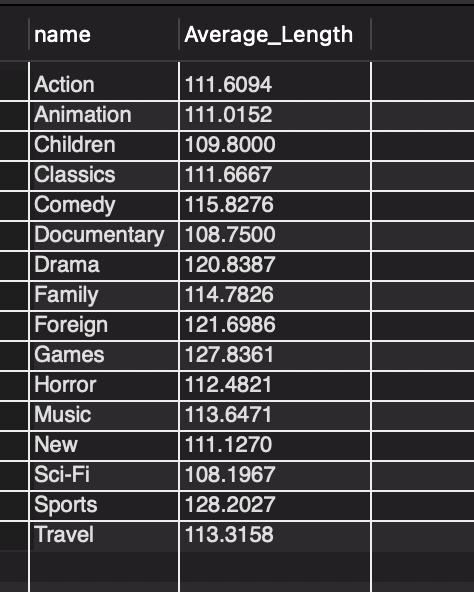 name Average_Length
Action 111.6094
Animation 111.0152
Children 109.8000
Classics 111.6667
Comedy 115.8276
Documentary 108.7500
Drama 120.8387
Family 114.7826
Foreign 121.6986
Games 127.8361
Horror 112.4821
Music 113.6471
New 111.1270
Sci-Fi 108.1967
Sports 128.2027
Travel 113.3158